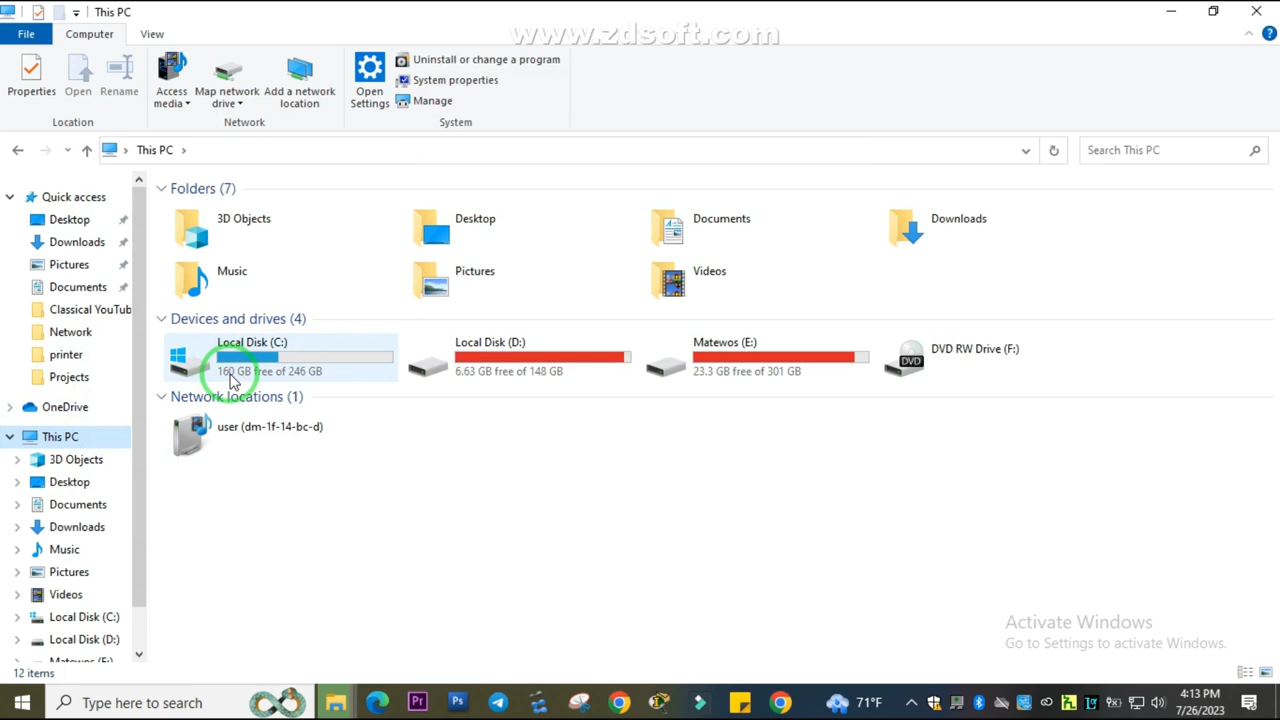 This PC
www.zdsoft.com
File
Computer
View
Properties
Open
Rename
Access media
Map network drive
Add a network location
Open Settings
Uninstall or change a program
System properties
Manage
Location
Network
System
This PC
Search This PC
Quick access
Desktop
Downloads
Pictures
Documents
Classical YouTub
Network
printer
Projects
OneDrive
This PC
3D Objects
Desktop
Documents
Downloads
Music
Pictures
Videos
Local Disk (C:)
Local Disk (D:)
Matewos (E:)
Folders (7)
3D Objects
Desktop
Documents
Downloads
Music
Pictures
Videos
Devices and drives (4)
Local Disk (C:)
160 GB free of 246 GB
Local Disk (D:)
6.63 GB free of 148 GB
Matewos (E:)
23.3 GB free of 301 GB
DVD
DVD RW Drive (F:)
Network locations (1)
user (dm-1f-14-bc-d)
Activate Windows
Go to Settings to activate Windows.
12 items
Type here to search
Pr
Ps
71°F
4:13 PM
7/26/2023